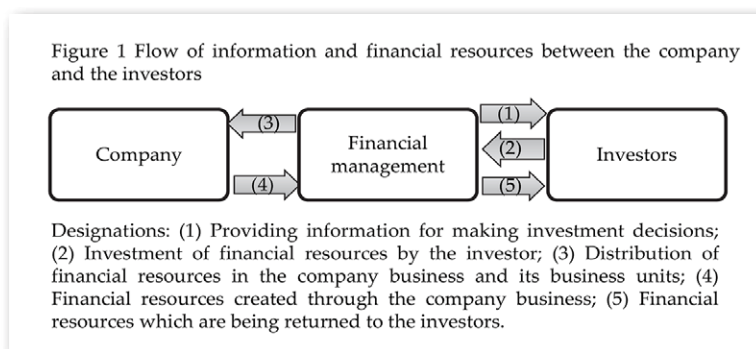 Figure 1 Flow of information and financial resources between the company
and the investors
(1)
(3)
Financial
management
(2)
Company
Investors
(4)
(5)
Designations: (1) Providing information for making investment decisions;
(2) Investment of financial resources by the investor; (3) Distribution of
financial resources in the company business and its business units; (4)
Financial resources created through the company business; (5) Financial
resources which are being returned to the investors.